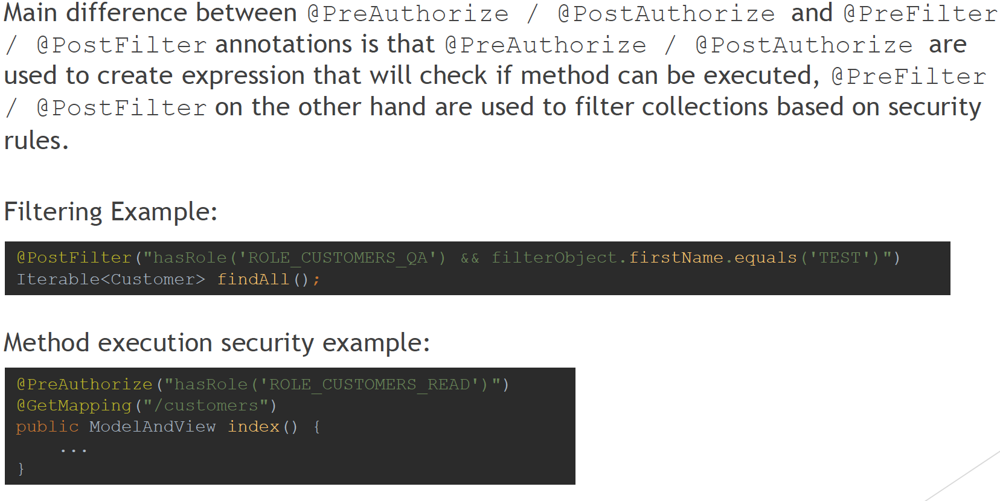 Main difference between @PreAuthorize / @PostAuthorize and @PreFilter
/ @PostFilter annotations is that @PreAuthorize / @PostAuthorize are
used to create expression that will check if method can be executed, @PreFilter
/ @PostFilter on the other hand are used to filter collections based on security
rules.
Filtering Example:
@PostFilter("hasRole('ROLE_CUSTOMERS_QA') && filterObject.firstName.equals('TEST')")
Iterable<Customer> findAll();
Method execution security example:
@PreAuthorize("hasRole('ROLE_CUSTOMERS_READ')")
@GetMapping("/customers")
public ModelAndView index() {
...
}